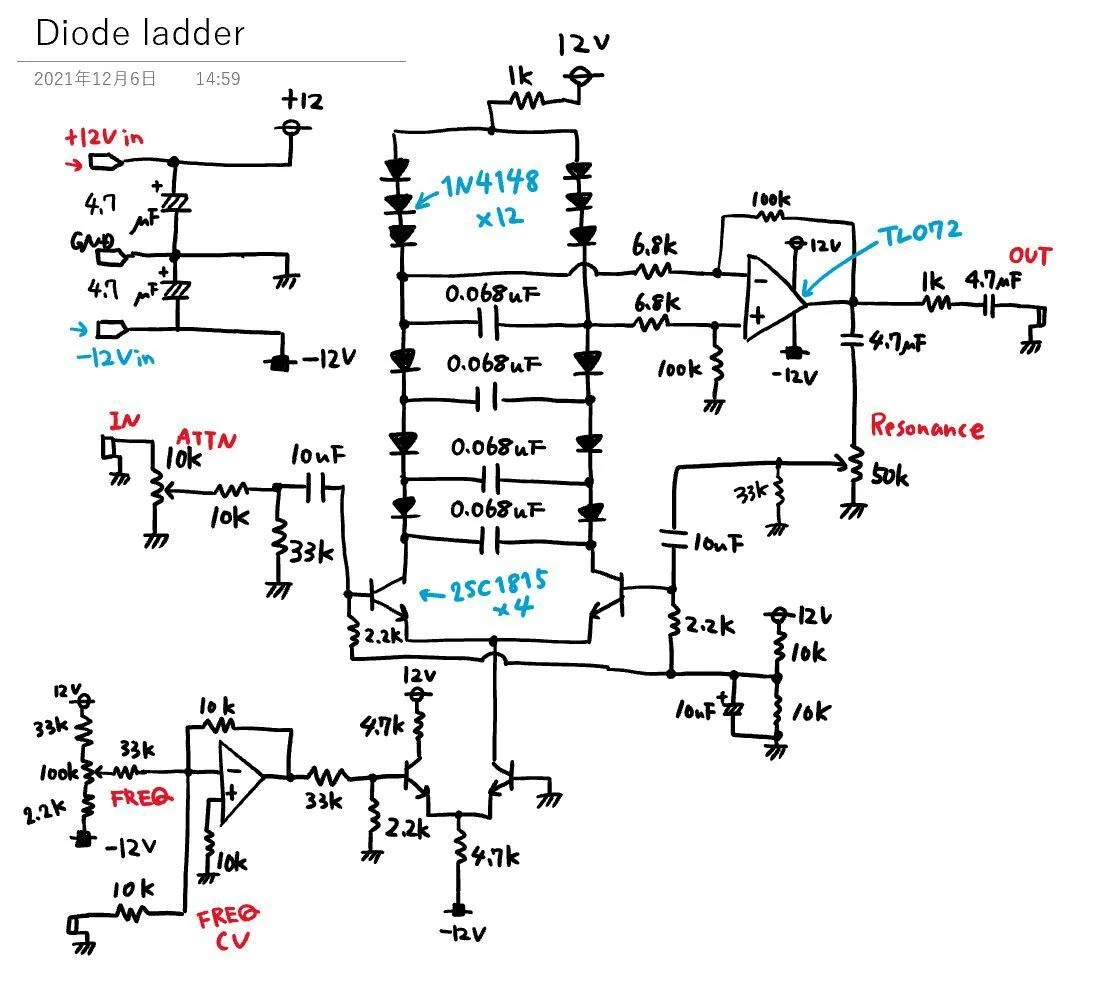 Diode ladder
2021年12月6日 14:59
12V
1k
+12
+12V in
4.7
μF
GND
4.7
μF
-12V in
-12V
1N4148
x12
100k
6.8k
12V
TL072
OUT
0.068uF
6.8k
1k
4.7μF
0.068uF
100k
-12V
4.7μF
IN
ATTN
10k
10uF
0.068uF
Resonance
10k
33k
0.068uF
33k
50k
10uF
2SC1815
x4
2.2k
2.2k
12V
10k
10uF
+
10k
12V
33k
100k
33k
FREQ
2.2k
-12V
10k
-
+
10k
33k
2.2k
12V
4.7k
4.7k
-12V
10k
FREQ
CV